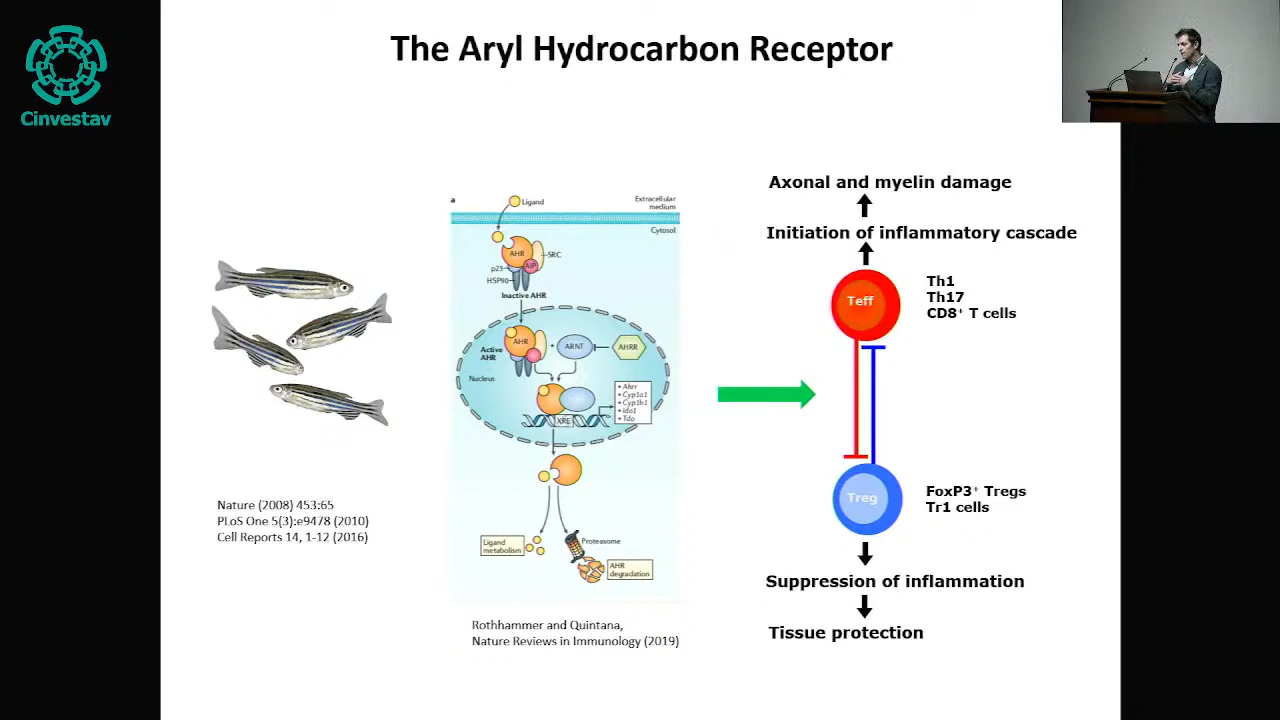 The Aryl Hydrocarbon Receptor
Cinvestav
Nature (2008) 453:65
PLoS One 5(3):e9478 (2010)
Cell Reports 14, 1-12 (2016)
a
Ligand
Extracellular
medium
Cytosol
AHR
SRC
AIP
p23
HSP90
Inactive AHR
AHR
+
ARNT
AHRR
Active
AHR
Nucleus
• Ahrr
• Cyp1a1
• Cyp1b1
• Ido1
• Tdo
XRE
Ligand
metabolism
Proteasome
AHR
degradation
Rothhammer and Quintana,
Nature Reviews in Immunology (2019)
Axonal and myelin damage
Initiation of inflammatory cascade
Teff
Th1
Th17
CD8⁺ T cells
Treg
FoxP3⁺ Tregs
Tr1 cells
Suppression of inflammation
Tissue protection